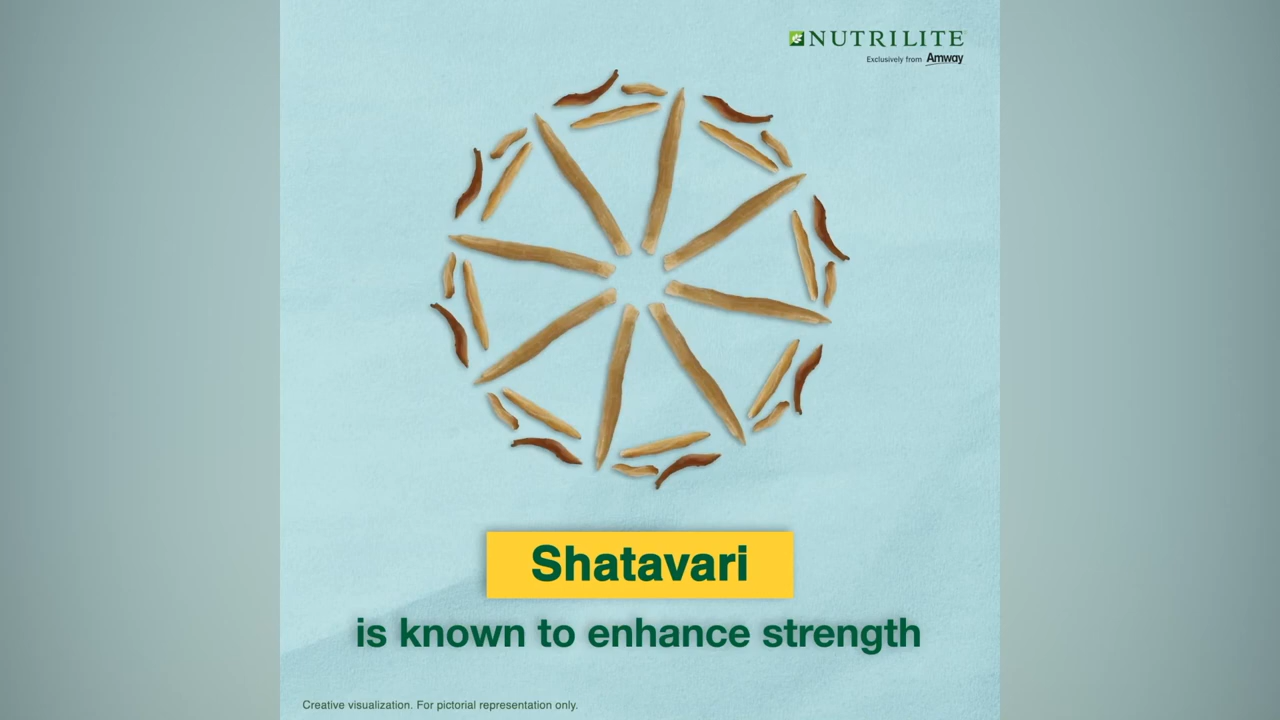 NUTRILITE
Exclusively from Amway
Shatavari
is known to enhance strength
Creative visualization. For pictorial representation only.